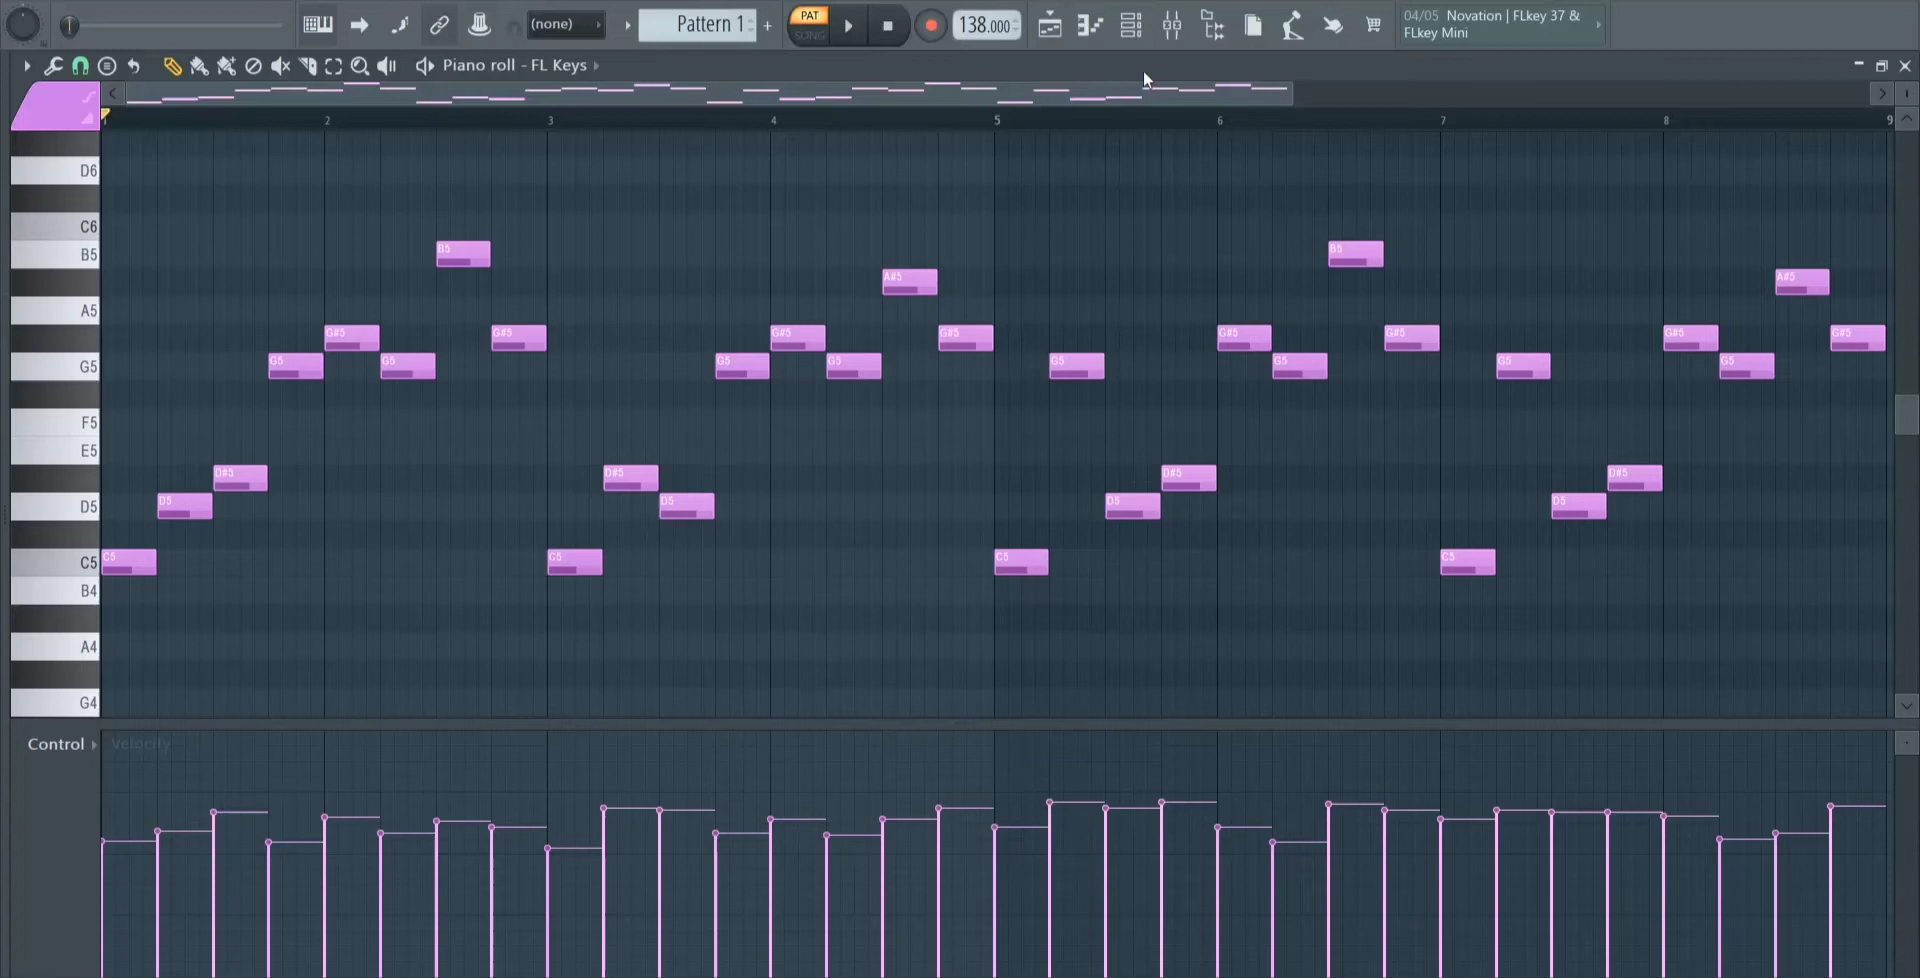 (none)
Pattern 1
+
PAT
SONG
138.000
04/05 Novation | FLkey 37 &
FLkey Mini
Piano roll - FL Keys
2 3 4 5 6 7 8 9
D6
C6
B5 B5 B5
A#5 A#5
A5
G#5 G#5 G#5 G#5 G#5 G#5 G#5 G#5
G5 G5 G5 G5 G5 G5 G5 G5 G5
F5
E5
D#5 D#5 D#5 D#5
D5 D5 D5 D5 D5
C5 C5 C5 C5 C5
B4
A4
G4
Control Velocity